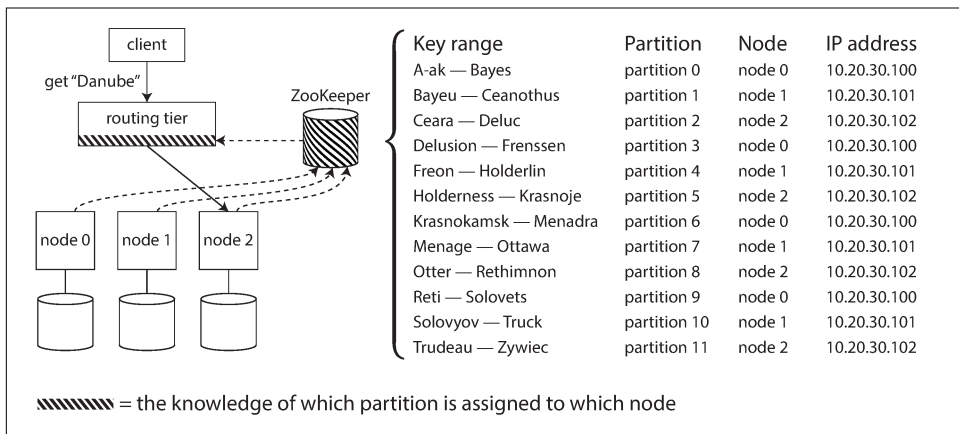 client
get “Danube”
routing tier
ZooKeeper
node 0
node 1
node 2
Key range Partition Node IP address
A-ak — Bayes partition 0 node 0 10.20.30.100
Bayeu — Ceanothus partition 1 node 1 10.20.30.101
Ceara — Deluc partition 2 node 2 10.20.30.102
Delusion — Frenssen partition 3 node 0 10.20.30.100
Freon — Holderlin partition 4 node 1 10.20.30.101
Holderness — Krasnoje partition 5 node 2 10.20.30.102
Krasnokamsk — Menadra partition 6 node 0 10.20.30.100
Menage — Ottawa partition 7 node 1 10.20.30.101
Otter — Rethimnon partition 8 node 2 10.20.30.102
Reti — Solovets partition 9 node 0 10.20.30.100
Solovyov — Truck partition 10 node 1 10.20.30.101
Trudeau — Zywiec partition 11 node 2 10.20.30.102
= the knowledge of which partition is assigned to which node